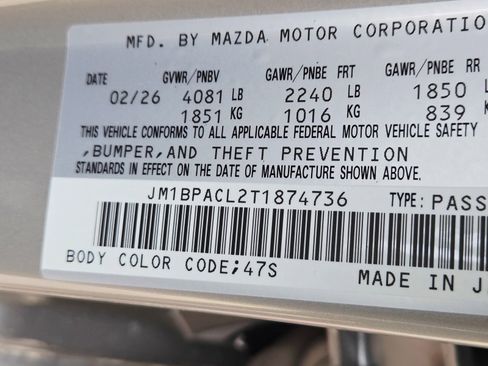 MFD. BY MAZDA MOTOR CORPORATIO
DATE GVWR/PNBV GAWR/PNBE FRT GAWR/PNBE RR
02/26 4081 LB 2240 LB 1850 L
1851 KG 1016 KG 839 K
THIS VEHICLE CONFORMS TO ALL APPLICABLE FEDERAL MOTOR VEHICLE SAFETY
,BUMPER,AND THEFT PREVENTION
STANDARDS IN EFFECT ON THE DATE OF MANUFACTURE SHOWN ABOVE.
JM1BPACL2T1874736 TYPE: PASS
BODY COLOR CODE;47S MADE IN J